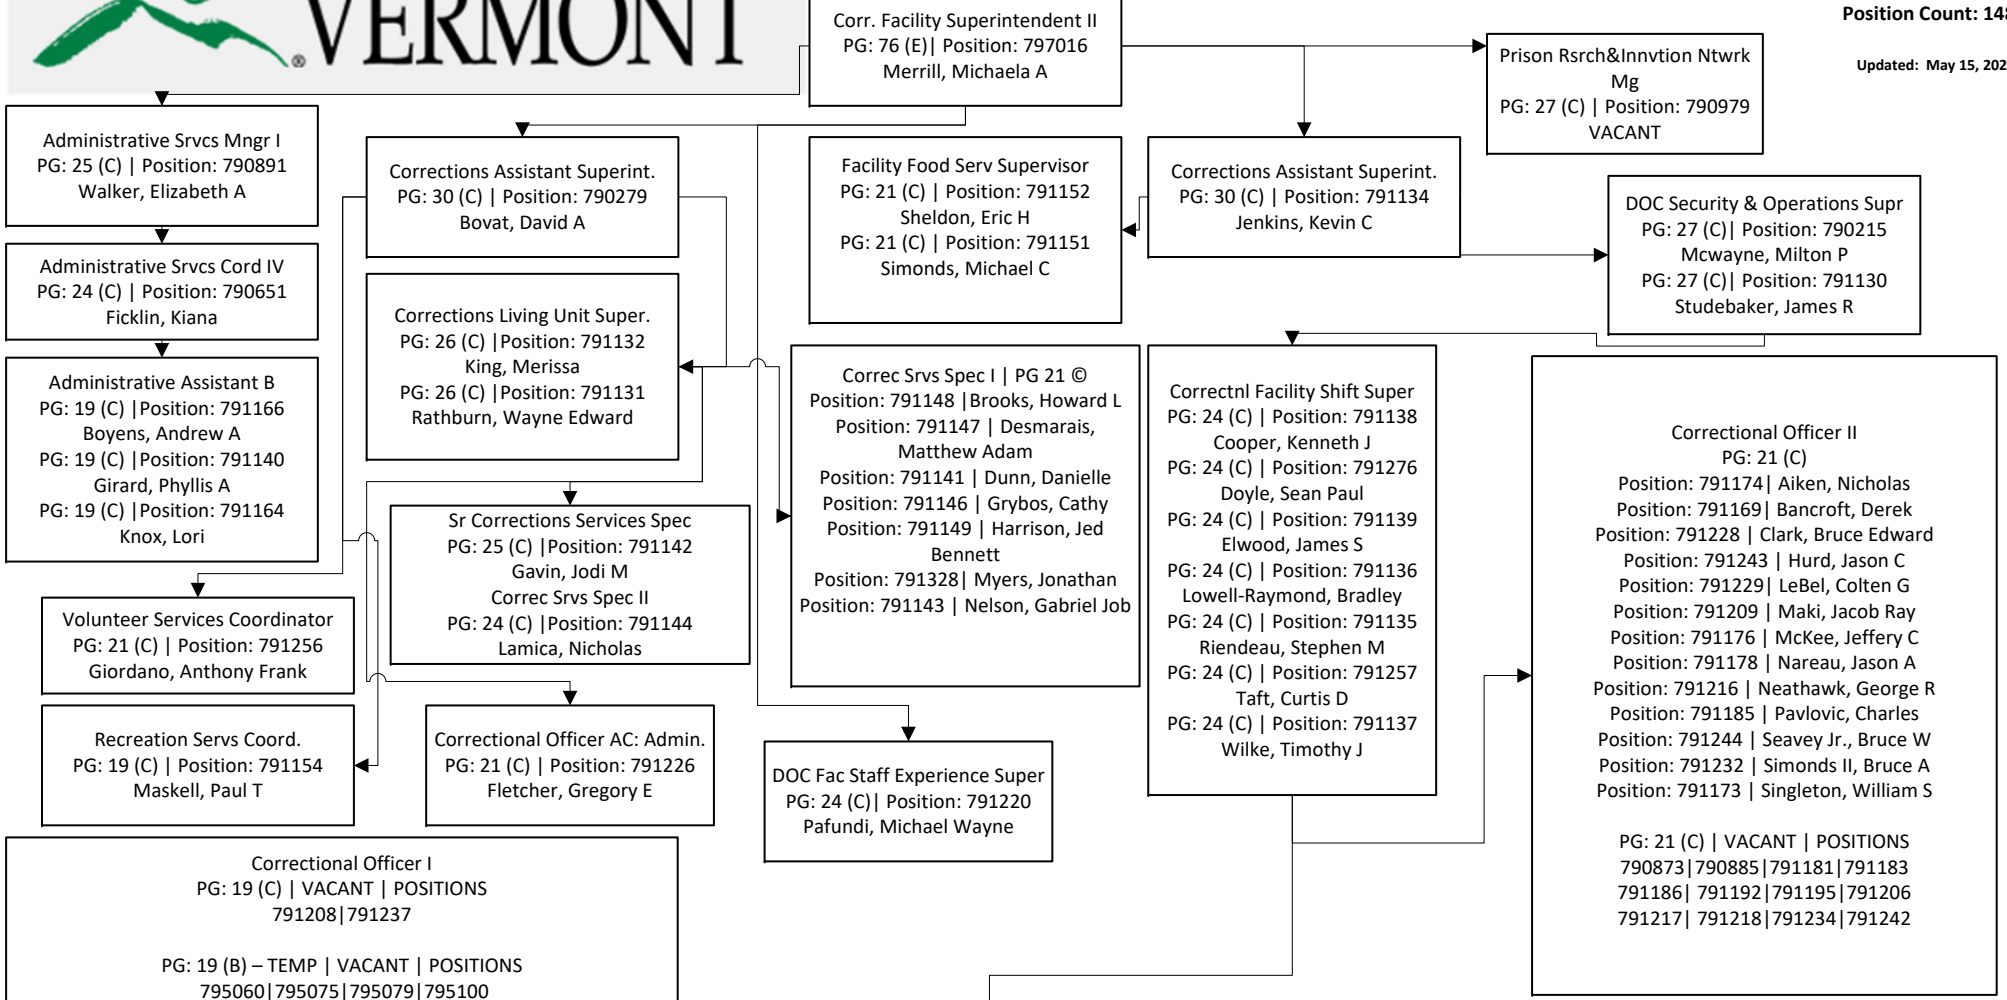 VERMONT
®
Position Count: 148
Updated: May 15, 202
Corr. Facility Superintendent II
PG: 76 (E)| Position: 797016
Merrill, Michaela A
Prison Rsrch&Innvtion Ntwrk
Mg
PG: 27 (C) | Position: 790979
VACANT
Administrative Srvcs Mngr I
PG: 25 (C) | Position: 790891
Walker, Elizabeth A
Corrections Assistant Superint.
PG: 30 (C) | Position: 790279
Bovat, David A
Facility Food Serv Supervisor
PG: 21 (C) | Position: 791152
Sheldon, Eric H
PG: 21 (C) | Position: 791151
Simonds, Michael C
Corrections Assistant Superint.
PG: 30 (C) | Position: 791134
Jenkins, Kevin C
DOC Security & Operations Supr
PG: 27 (C)| Position: 790215
Mcwayne, Milton P
PG: 27 (C)| Position: 791130
Studebaker, James R
Administrative Srvcs Cord IV
PG: 24 (C) | Position: 790651
Ficklin, Kiana
Corrections Living Unit Super.
PG: 26 (C) |Position: 791132
King, Merissa
PG: 26 (C) |Position: 791131
Rathburn, Wayne Edward
Administrative Assistant B
PG: 19 (C) |Position: 791166
Boyens, Andrew A
PG: 19 (C) |Position: 791140
Girard, Phyllis A
PG: 19 (C) |Position: 791164
Knox, Lori
Correc Srvs Spec I | PG 21 ©
Position: 791148 |Brooks, Howard L
Position: 791147 | Desmarais,
Matthew Adam
Position: 791141 | Dunn, Danielle
Position: 791146 | Grybos, Cathy
Position: 791149 | Harrison, Jed
Bennett
Position: 791328| Myers, Jonathan
Position: 791143 | Nelson, Gabriel Job
Correctnl Facility Shift Super
PG: 24 (C) | Position: 791138
Cooper, Kenneth J
PG: 24 (C) | Position: 791276
Doyle, Sean Paul
PG: 24 (C) | Position: 791139
Elwood, James S
PG: 24 (C) | Position: 791136
Lowell-Raymond, Bradley
PG: 24 (C) | Position: 791135
Riendeau, Stephen M
PG: 24 (C) | Position: 791257
Taft, Curtis D
PG: 24 (C) | Position: 791137
Wilke, Timothy J
Correctional Officer II
PG: 21 (C)
Position: 791174| Aiken, Nicholas
Position: 791169| Bancroft, Derek
Position: 791228 | Clark, Bruce Edward
Position: 791243 | Hurd, Jason C
Position: 791229| LeBel, Colten G
Position: 791209 | Maki, Jacob Ray
Position: 791176 | McKee, Jeffery C
Position: 791178 | Nareau, Jason A
Position: 791216 | Neathawk, George R
Position: 791185 | Pavlovic, Charles
Position: 791244 | Seavey Jr., Bruce W
Position: 791232 | Simonds II, Bruce A
Position: 791173 | Singleton, William S
PG: 21 (C) | VACANT | POSITIONS
790873|790885|791181|791183
791186| 791192|791195|791206
791217| 791218|791234|791242
Sr Corrections Services Spec
PG: 25 (C) |Position: 791142
Gavin, Jodi M
Correc Srvs Spec II
PG: 24 (C) |Position: 791144
Lamica, Nicholas
Volunteer Services Coordinator
PG: 21 (C) | Position: 791256
Giordano, Anthony Frank
Recreation Servs Coord.
PG: 19 (C) | Position: 791154
Maskell, Paul T
Correctional Officer AC: Admin.
PG: 21 (C) | Position: 791226
Fletcher, Gregory E
DOC Fac Staff Experience Super
PG: 24 (C)| Position: 791220
Pafundi, Michael Wayne
Correctional Officer I
PG: 19 (C) | VACANT | POSITIONS
791208|791237
PG: 19 (B) – TEMP | VACANT | POSITIONS
795060|795075|795079|795100